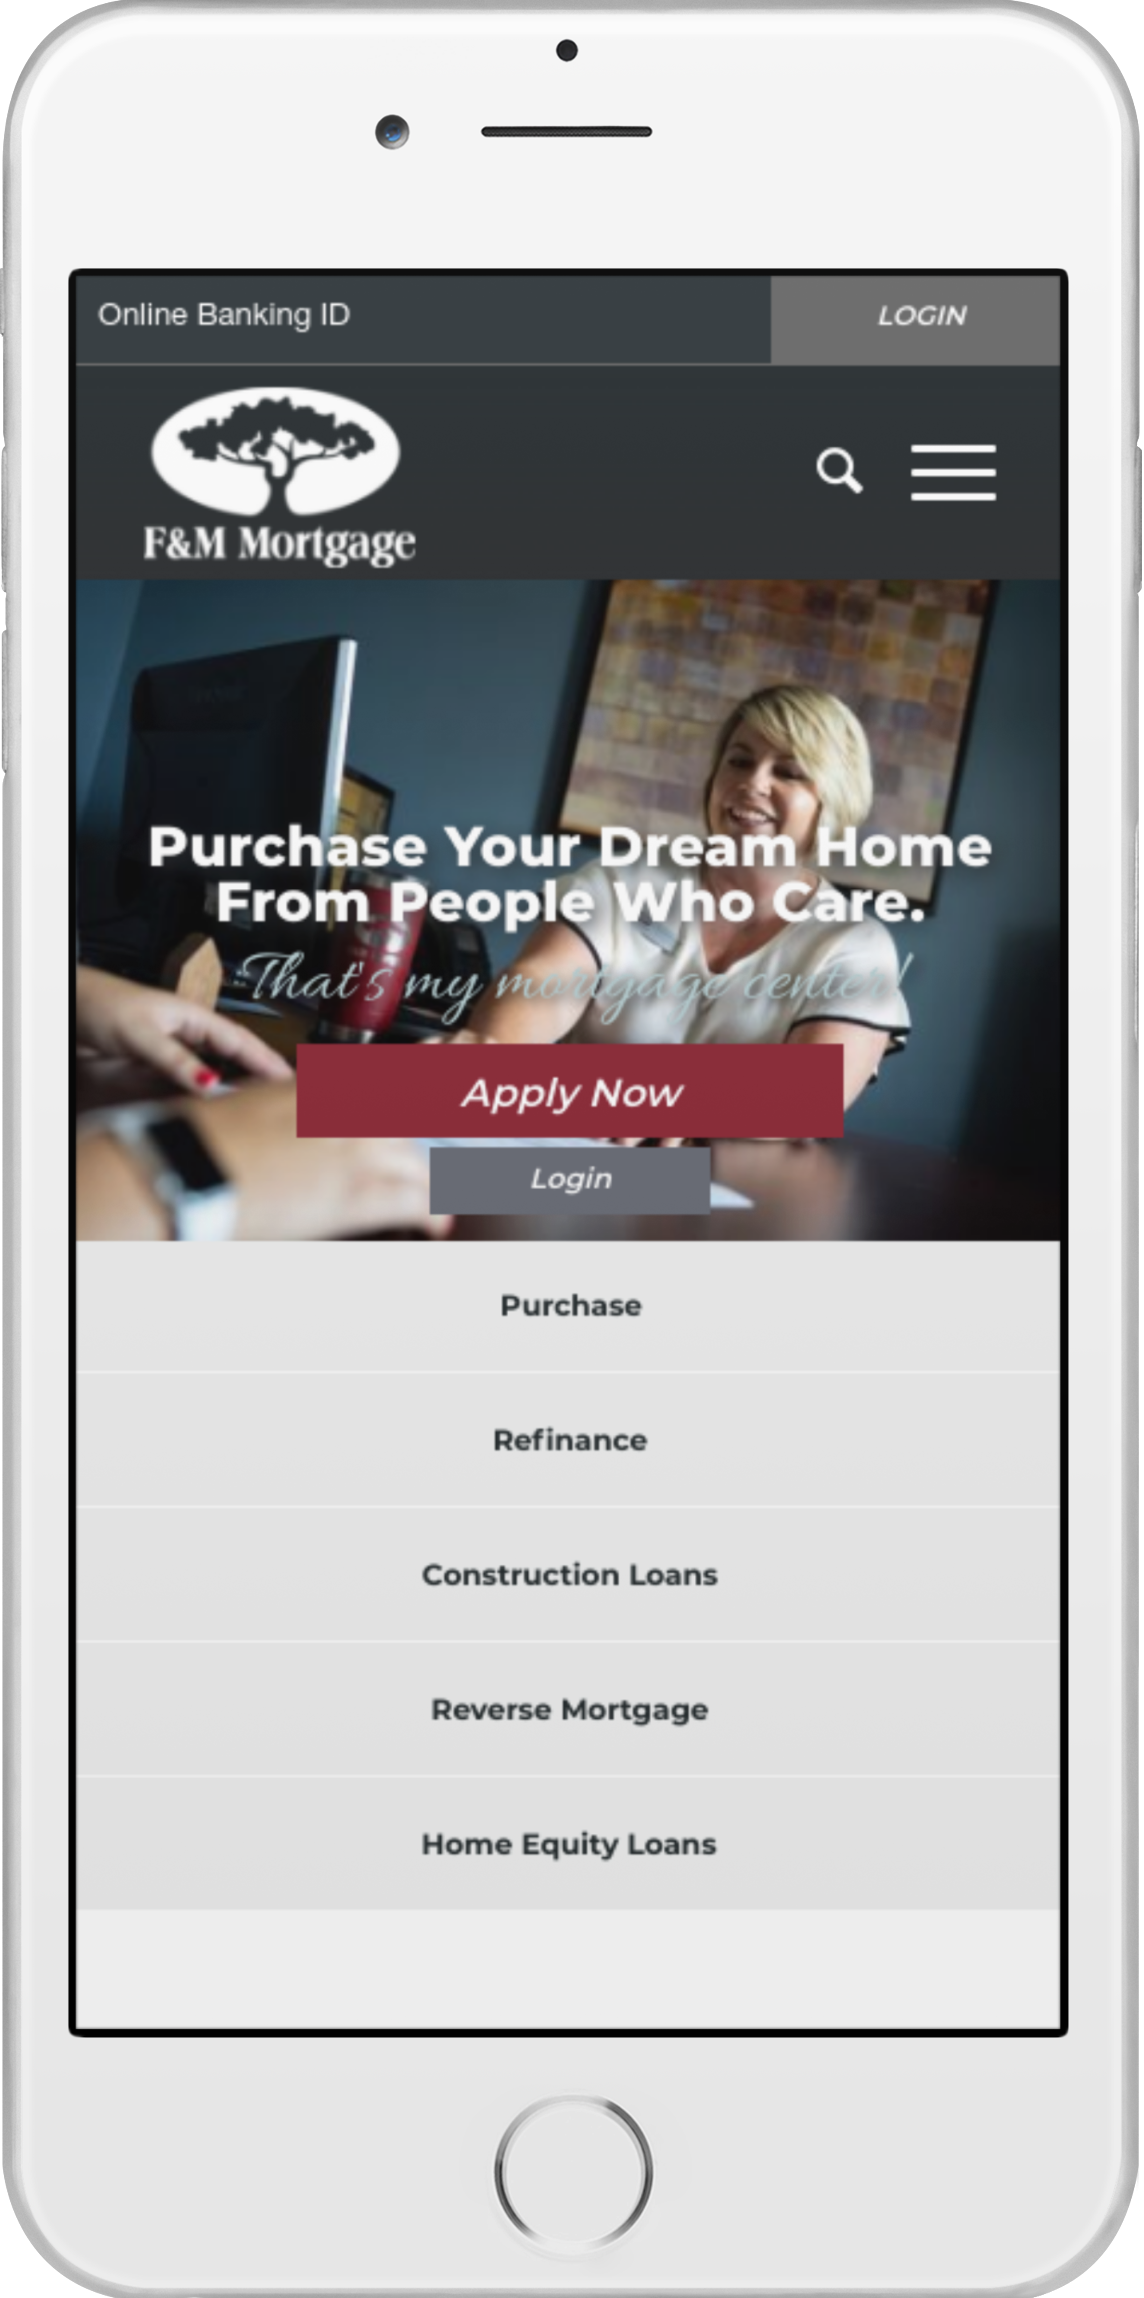 Online Banking ID
LOGIN
F&M Mortgage
Purchase Your Dream Home
From People Who Care.
That's my mortgage center!
Apply Now
Login
Purchase
Refinance
Construction Loans
Reverse Mortgage
Home Equity Loans